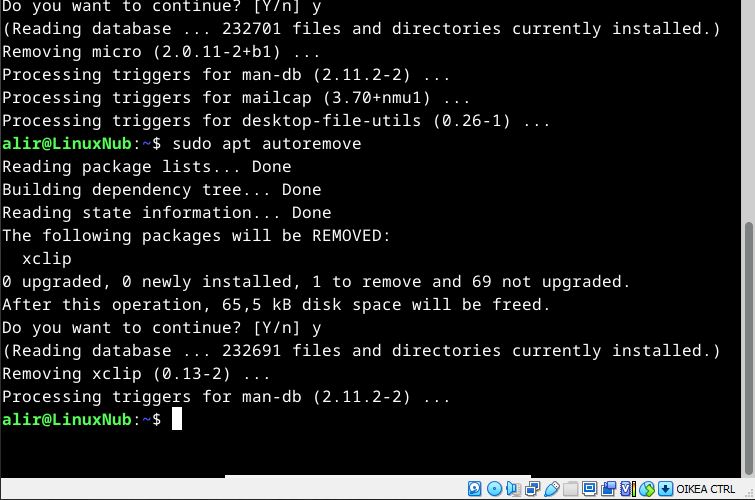 Do you want to continue? [Y/n] y
(Reading database ... 232701 files and directories currently installed.)
Removing micro (2.0.11-2+b1) ...
Processing triggers for man-db (2.11.2-2) ...
Processing triggers for mailcap (3.70+nmu1) ...
Processing triggers for desktop-file-utils (0.26-1) ...
alir@LinuxNub:~$ sudo apt autoremove
Reading package lists... Done
Building dependency tree... Done
Reading state information... Done
The following packages will be REMOVED:
  xclip
0 upgraded, 0 newly installed, 1 to remove and 69 not upgraded.
After this operation, 65,5 kB disk space will be freed.
Do you want to continue? [Y/n] y
(Reading database ... 232691 files and directories currently installed.)
Removing xclip (0.13-2) ...
Processing triggers for man-db (2.11.2-2) ...
alir@LinuxNub:~$
OIKEA CTRL